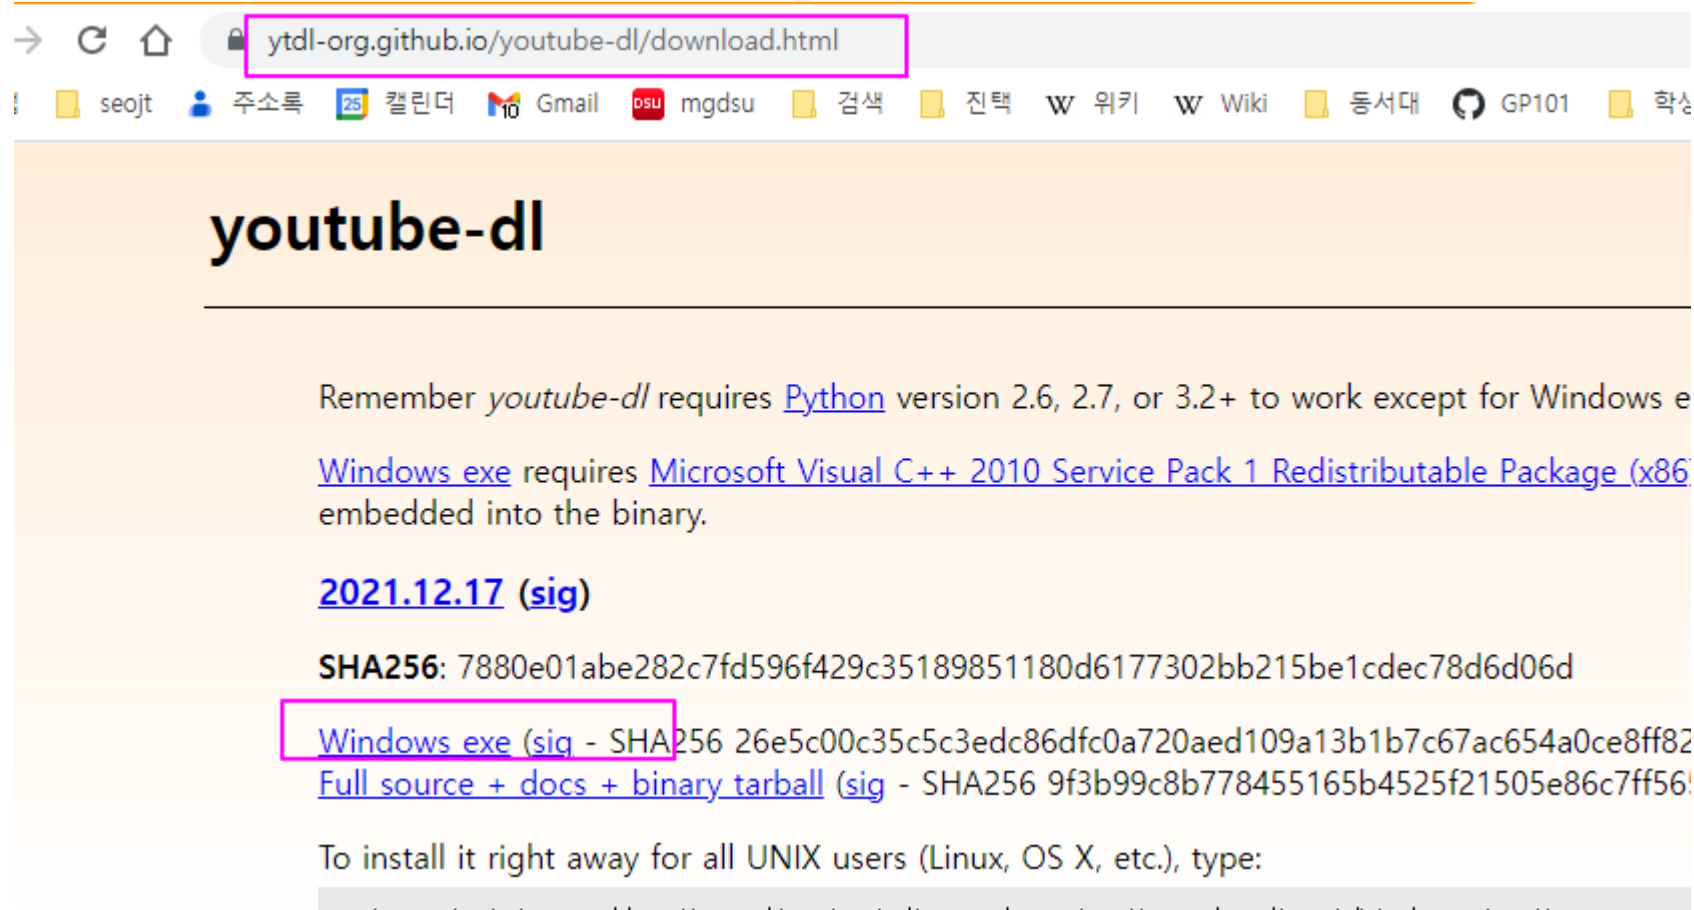 ytdl-org.github.io/youtube-dl/download.html
seojt 주소록 25 캘린더 10 Gmail DSU mgdsu 검색 진택 W 위키 W Wiki 동서대 GP101
youtube-dl
Remember youtube-dl requires Python version 2.6, 2.7, or 3.2+ to work except for Windows
Windows exe requires Microsoft Visual C++ 2010 Service Pack 1 Redistributable Package (x86)
embedded into the binary.
2021.12.17 (sig)
SHA256: 7880e01abe282c7fd596f429c35189851180d6177302bb215be1cdec78d6d06d
Windows exe (sig - SHA256 26e5c00c35c5c3edc86dfc0a720aed109a13b1b7c67ac654a0ce8ff82
Full source + docs + binary tarball (sig - SHA256 9f3b99c8b778455165b4525f21505e86c7ff565
To install it right away for all UNIX users (Linux, OS X, etc.), type: